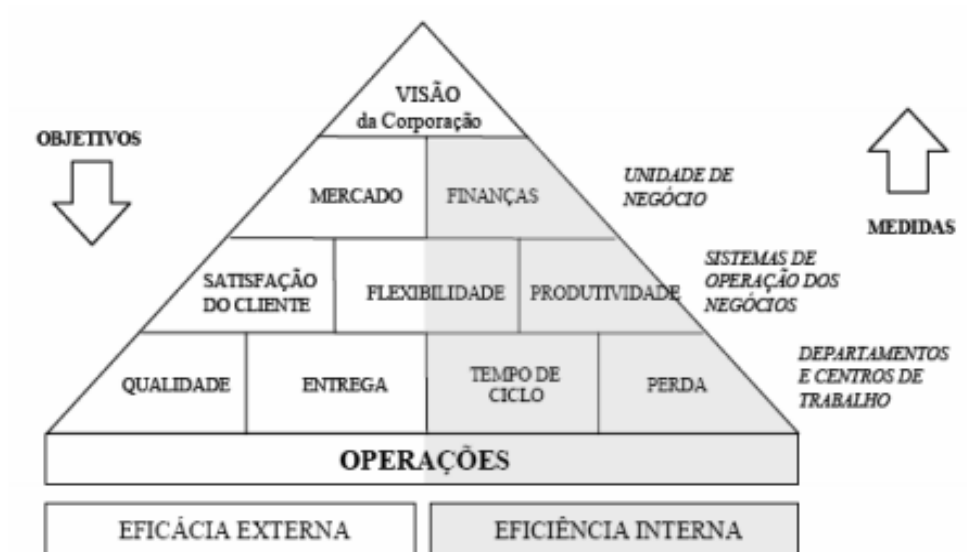 VISÃO
da Corporação
OBJETIVOS
MERCADO
FINANÇAS
UNIDADE DE
NEGÓCIO
MEDIDAS
SATISFAÇÃO
DO CLIENTE
FLEXIBILIDADE
PRODUTIVIDADE
SISTEMAS DE
OPERAÇÃO DOS
NEGÓCIOS
QUALIDADE
ENTREGA
TEMPO DE
CICLO
PERDA
DEPARTAMENTOS
E CENTROS DE
TRABALHO
OPERAÇÕES
EFICÁCIA EXTERNA
EFICIÊNCIA INTERNA